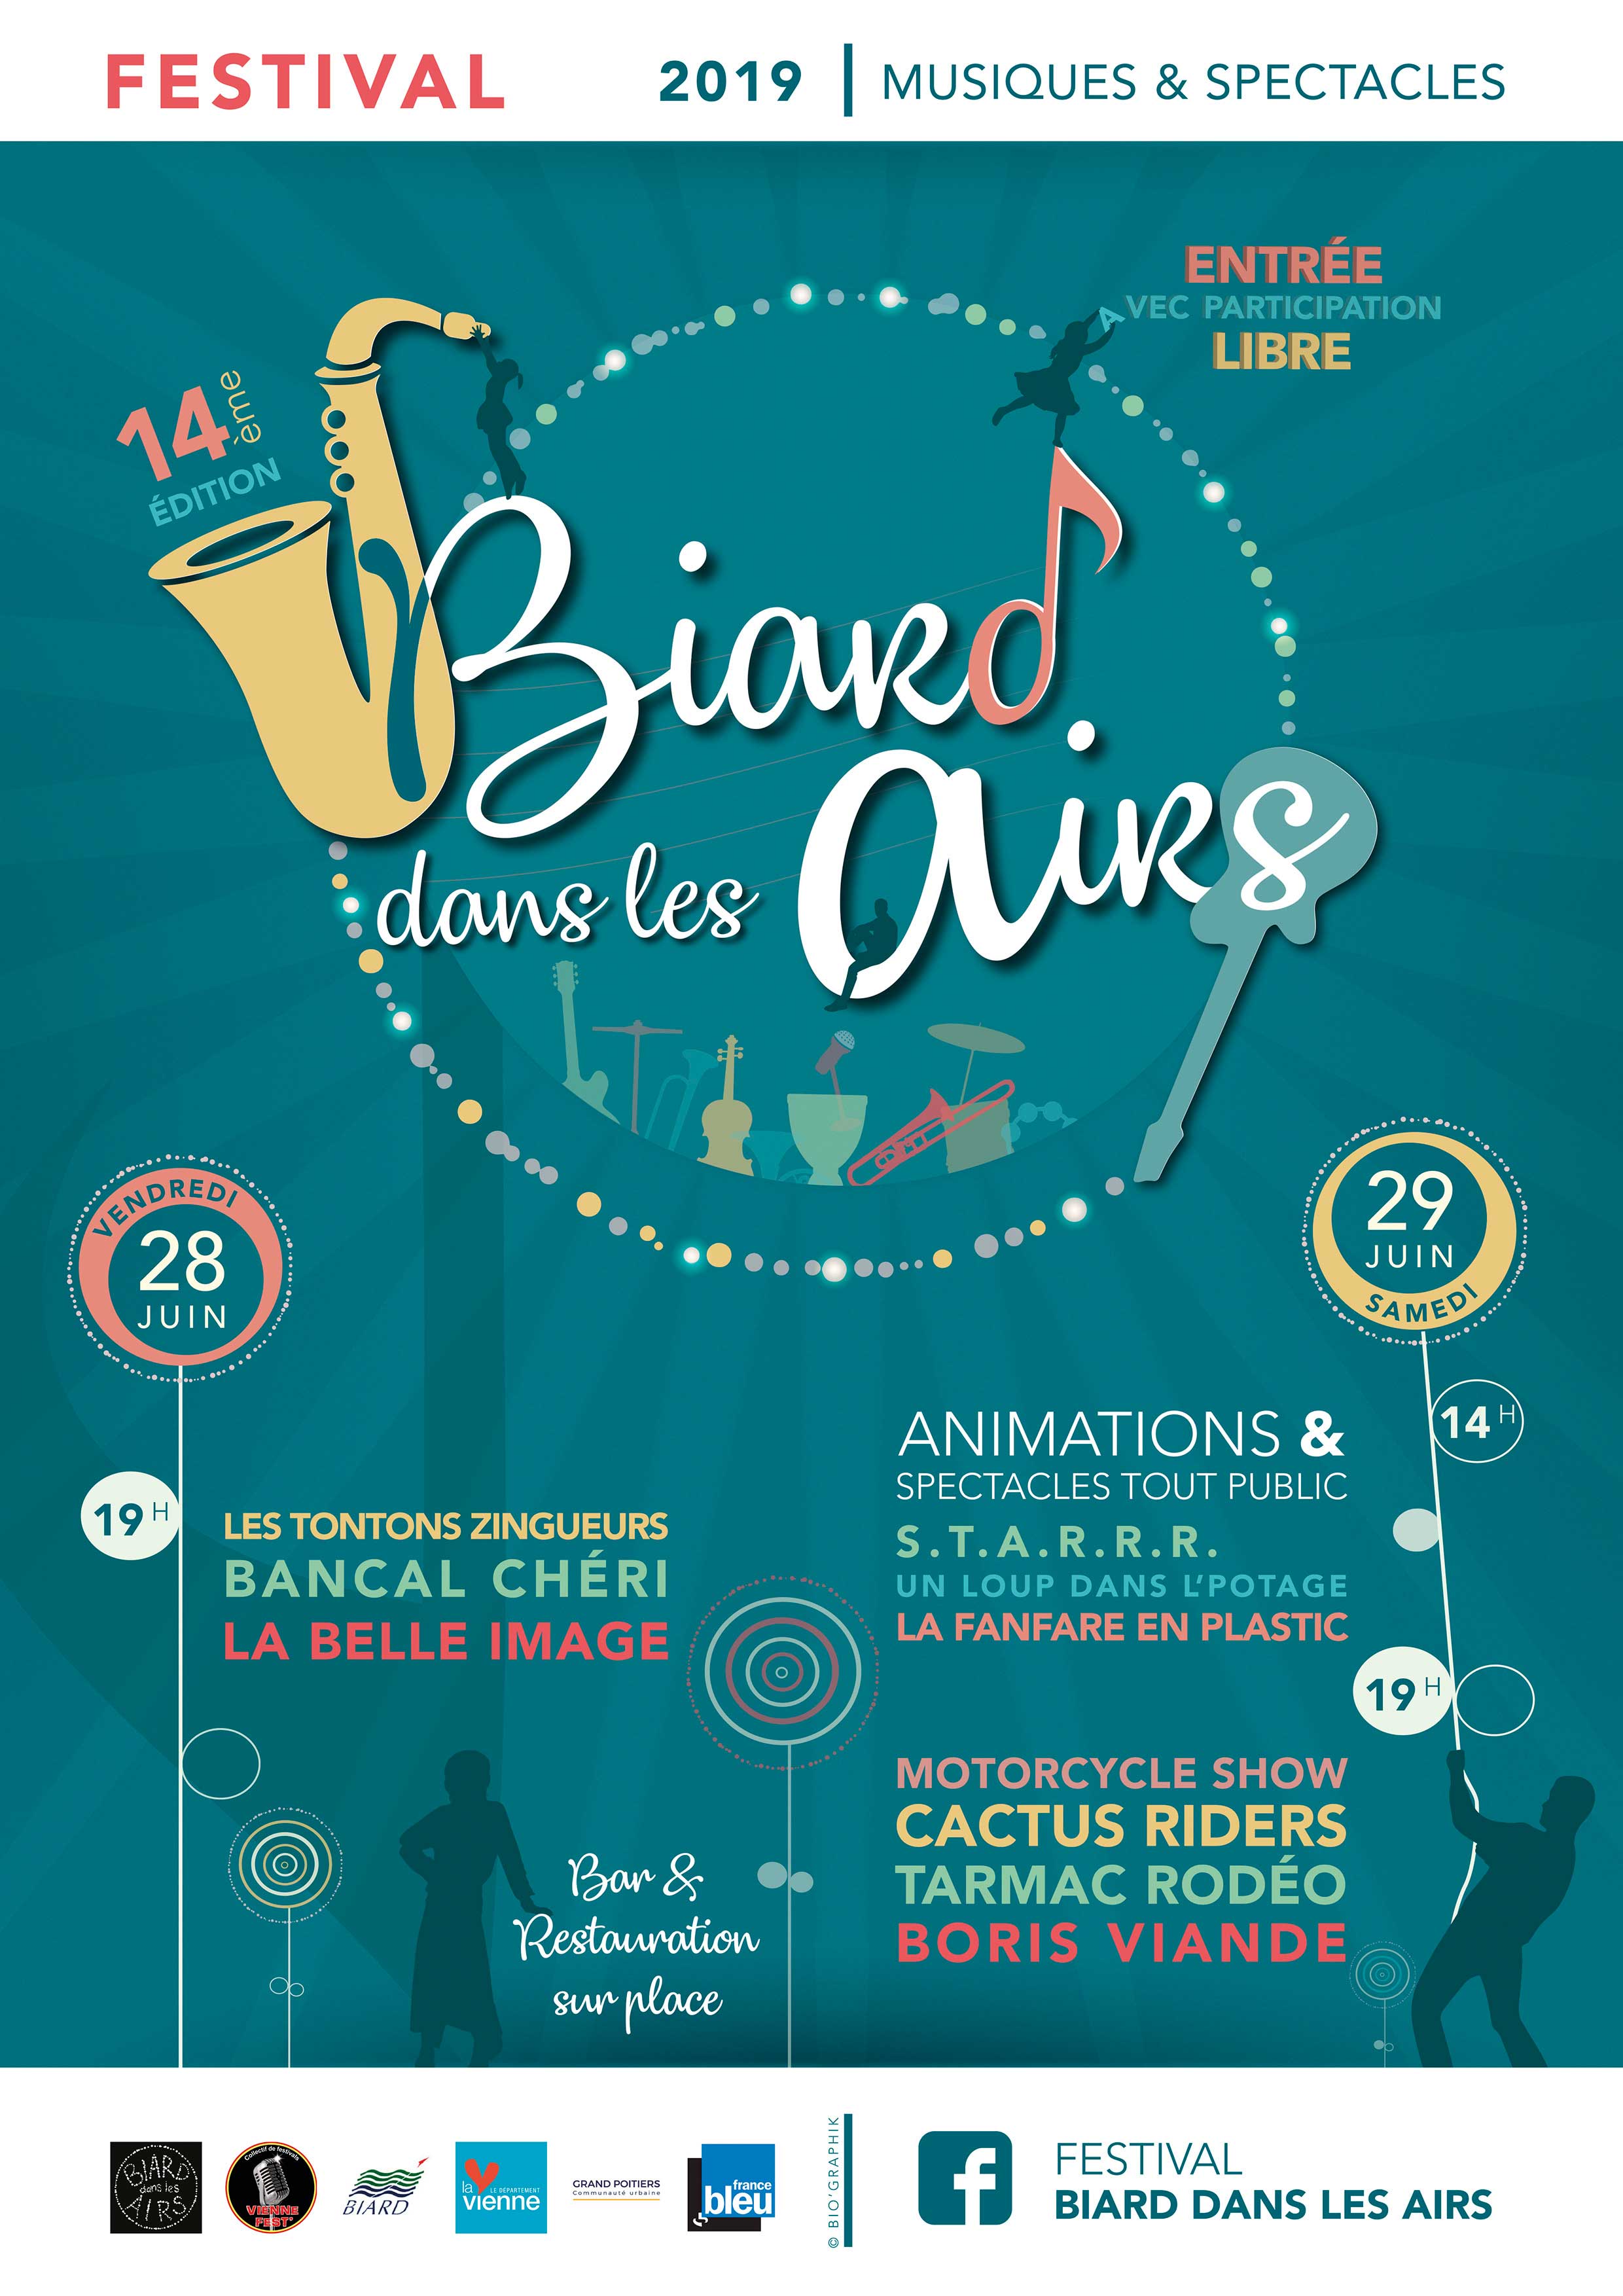 FESTIVAL
2019 | MUSIQUES & SPECTACLES
ENTRÉE
AVEC PARTICIPATION
LIBRE
14ème
ÉDITION
Biard
dans les Airs
VENDREDI
28
JUIN
19 H
LES TONTONS ZINGUEURS
BANCAL CHÉRI
LA BELLE IMAGE
29
JUIN
SAMEDI
14 H
ANIMATIONS &
SPECTACLES TOUT PUBLIC
S.T.A.R.R.R.
UN LOUP DANS L'POTAGE
LA FANFARE EN PLASTIC
19 H
MOTORCYCLE SHOW
CACTUS RIDERS
TARMAC RODÉO
BORIS VIANDE
Bar &
Restauration
sur place
BIARD
dans les
AIRS
Collectif de festivals
VIENNE
FEST'
BIARD
la
LE DÉPARTEMENT
vienne
GRAND POITIERS
Communauté urbaine
france
bleu
© BIO'GRAPHIK
f
FESTIVAL
BIARD DANS LES AIRS